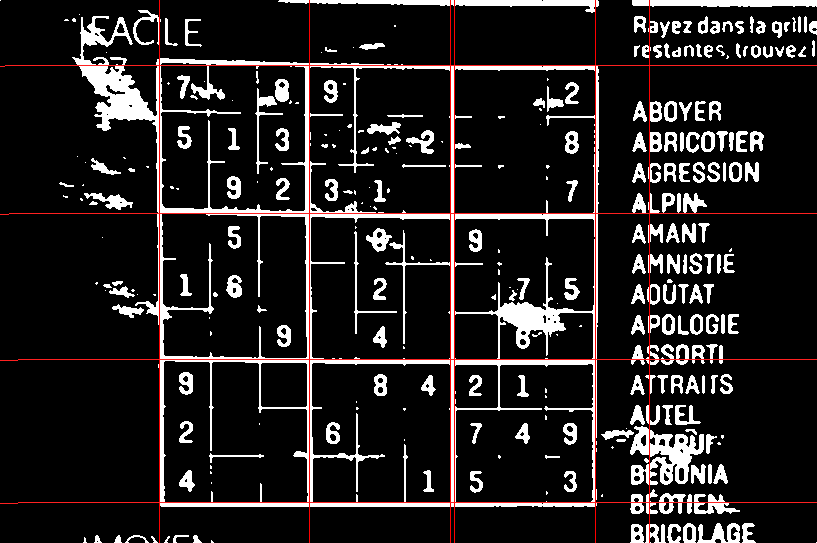 FACILE
7 8 9 2
5 1 3 2 8
9 2 3 1 7
5 9
1 6 2 7 5
9 4 6
9 8 4 2 1
2 6 7 4 9
4 1 5 3
Rayez dans la grille
restantes, trouvez l
ABOYER
ABRICOTIER
AGRESSION
ALPIN
AMANT
AMNISTIÉ
AOÛTAT
APOLOGIE
ASSORTI
ATTRAITS
AUTEL
BÉGONIA
BÉOTIEN
BRICOLAGE